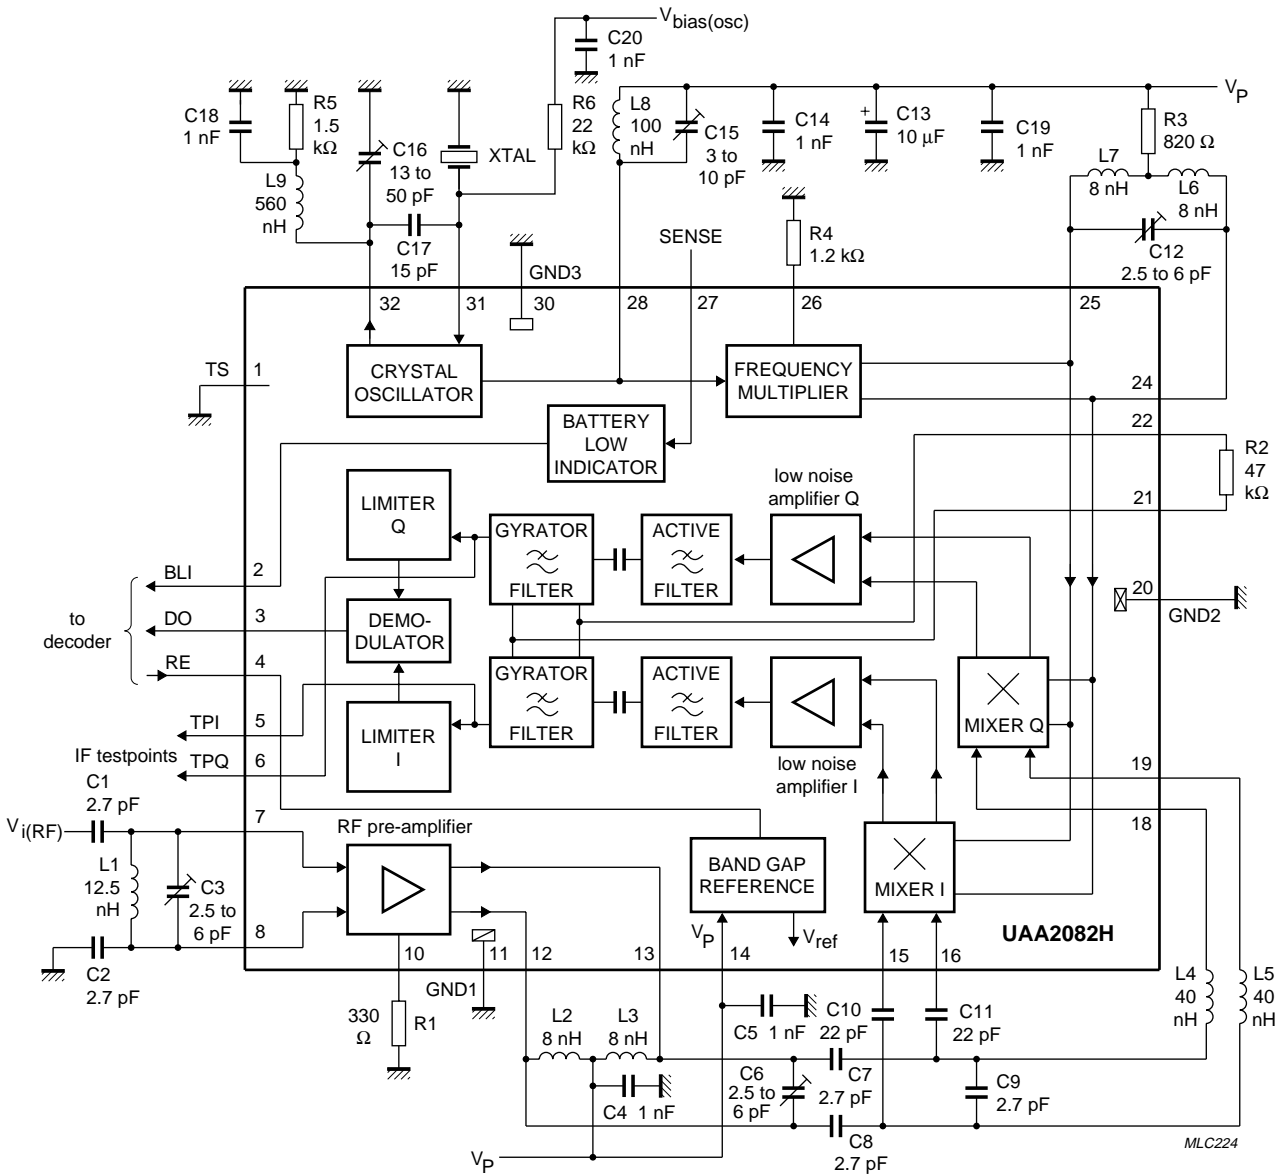 Vbias(osc)
C20
1 nF
C18
1 nF
R5
1.5
kΩ
C16
13 to
50 pF
XTAL
R6
22
kΩ
L8
100
nH
C15
3 to
10 pF
C14
1 nF
C13
+
10 μF
C19
1 nF
VP
R3
820 Ω
L7
8 nH
L6
8 nH
L9
560
nH
C17
15 pF
SENSE
R4
1.2 kΩ
C12
2.5 to 6 pF
GND3
32
31
30
28
27
26
25
TS
1
CRYSTAL
OSCILLATOR
FREQUENCY
MULTIPLIER
24
BATTERY
LOW
INDICATOR
22
R2
47
kΩ
21
LIMITER
Q
GYRATOR
FILTER
ACTIVE
FILTER
low noise
amplifier Q
BLI
2
to
decoder
DO
3
DEMO-
DULATOR
20
GND2
RE
4
GYRATOR
FILTER
ACTIVE
FILTER
MIXER Q
TPI
5
LIMITER
I
low noise
amplifier I
IF testpoints
TPQ
6
19
C1
2.7 pF
7
18
Vi(RF)
RF pre-amplifier
L1
12.5
nH
C3
2.5 to
6 pF
BAND GAP
REFERENCE
MIXER I
8
VP
Vref
UAA2082H
C2
2.7 pF
10
11
12
13
14
15
16
GND1
330
Ω
R1
L2
8 nH
L3
8 nH
C5
1 nF
C10
22 pF
C11
22 pF
L4
40
nH
L5
40
nH
C4
1 nF
C6
2.5 to
6 pF
C7
2.7 pF
C9
2.7 pF
C8
2.7 pF
VP
MLC224